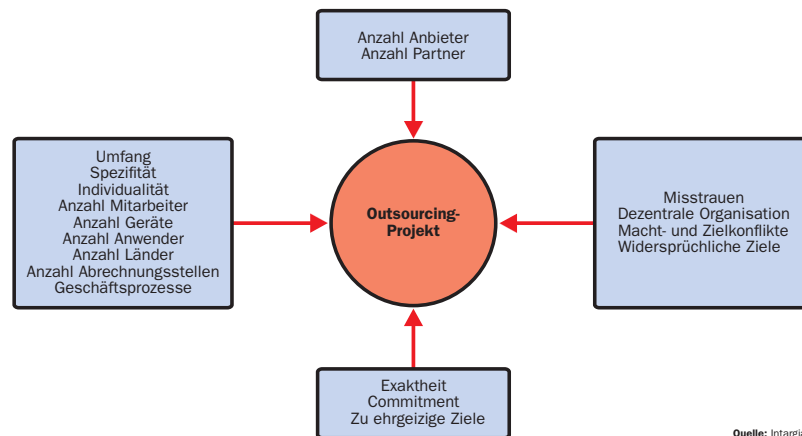 Anzahl Anbieter
Anzahl Partner
Umfang
Spezifität
Individualität
Anzahl Mitarbeiter
Anzahl Geräte
Anzahl Anwender
Anzahl Länder
Anzahl Abrechnungsstellen
Geschäftsprozesse
Outsourcing-
Projekt
Misstrauen
Dezentrale Organisation
Macht- und Zielkonflikte
Widersprüchliche Ziele
Exaktheit
Commitment
Zu ehrgeizige Ziele
Quelle: Intargia